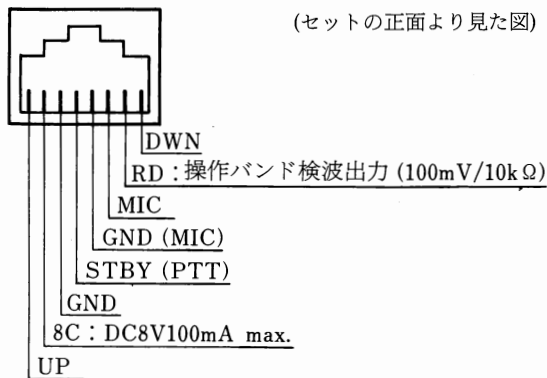 (セットの正面より見た図)
DWN
RD：操作バンド検波出力 (100mV/10kΩ)
MIC
GND (MIC)
STBY (PTT)
GND
8C：DC8V100mA max.
UP